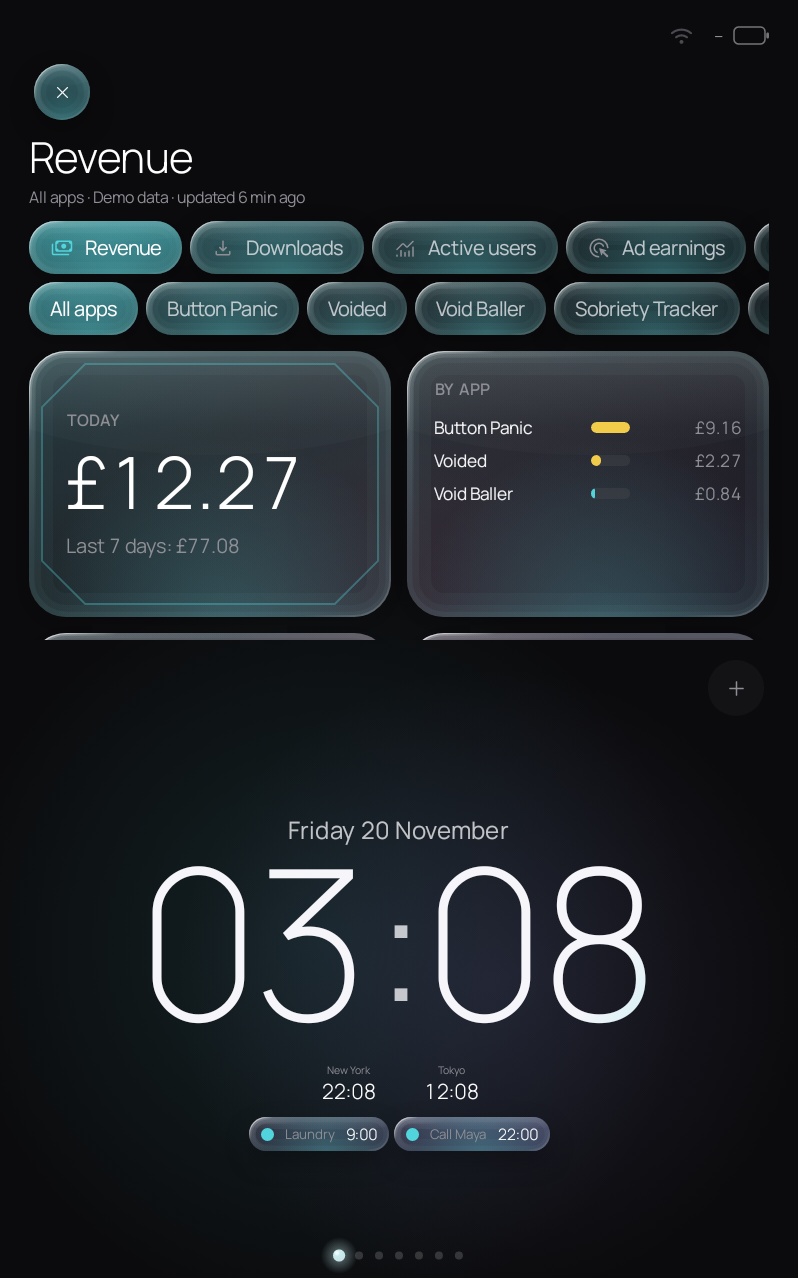 Revenue
All apps · Demo data · updated 6 min ago
Revenue Downloads Active users Ad earnings
All apps Button Panic Voided Void Baller Sobriety Tracker
TODAY
£12.27
Last 7 days: £77.08
BY APP
Button Panic £9.16
Voided £2.27
Void Baller £0.84
Friday 20 November
03:08
New York Tokyo
22:08 12:08
Laundry 9:00 Call Maya 22:00